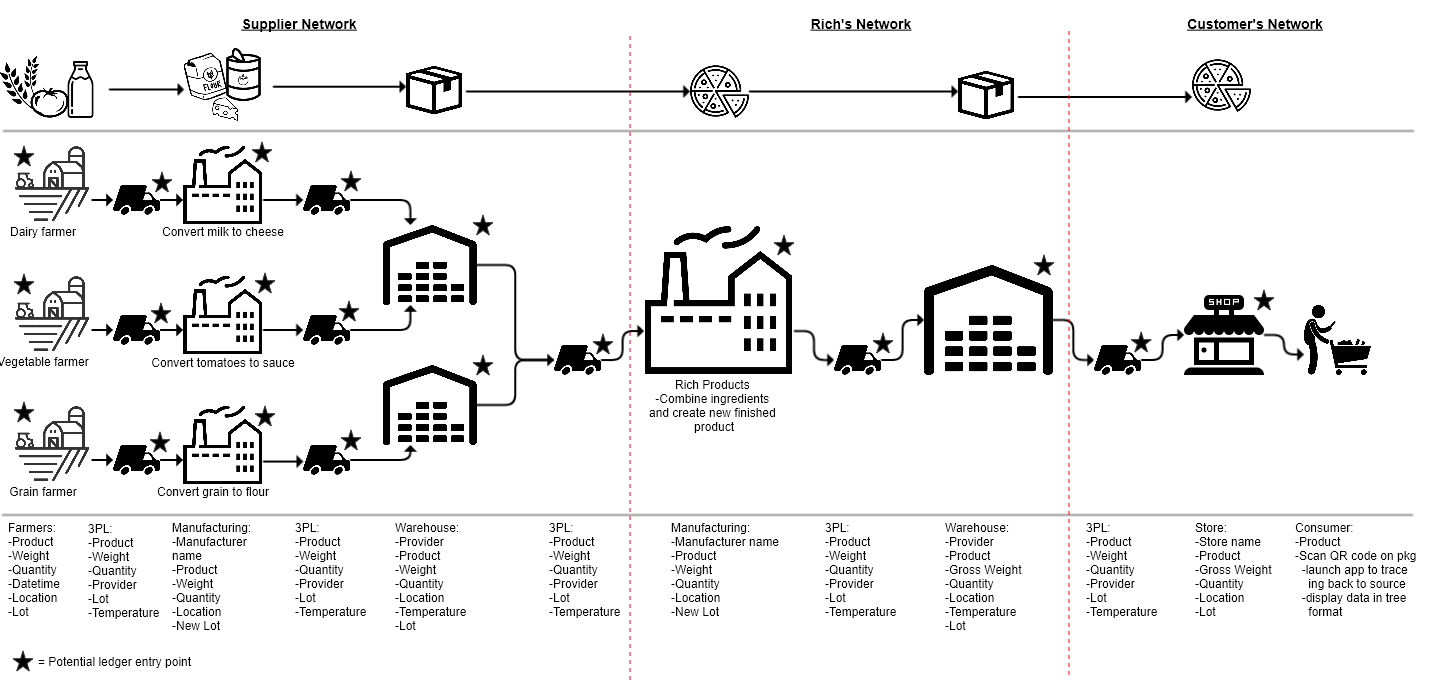 Supplier Network
Rich's Network
Customer's Network
FLOUR
Dairy farmer
Convert milk to cheese
SHOP
Vegetable farmer
Convert tomatoes to sauce
Rich Products
-Combine ingredients
and create new finished
product
Grain farmer
Convert grain to flour
Farmers:
-Product
-Weight
-Quantity
-Datetime
-Location
-Lot
3PL:
-Product
-Weight
-Quantity
-Provider
-Lot
-Temperature
Manufacturing:
-Manufacturer
name
-Product
-Weight
-Quantity
-Location
-New Lot
3PL:
-Product
-Weight
-Quantity
-Provider
-Lot
-Temperature
Warehouse:
-Provider
-Product
-Weight
-Quantity
-Location
-Temperature
-Lot
3PL:
-Product
-Weight
-Quantity
-Provider
-Lot
-Temperature
Manufacturing:
-Manufacturer name
-Product
-Weight
-Quantity
-Location
-New Lot
3PL:
-Product
-Weight
-Quantity
-Provider
-Lot
-Temperature
Warehouse:
-Provider
-Product
-Gross Weight
-Quantity
-Location
-Temperature
-Lot
3PL:
-Product
-Weight
-Quantity
-Provider
-Lot
-Temperature
Store:
-Store name
-Product
-Gross Weight
-Quantity
-Location
-Lot
Consumer:
-Product
-Scan QR code on pkg
-launch app to trace
ing back to source
-display data in tree
format
= Potential ledger entry point